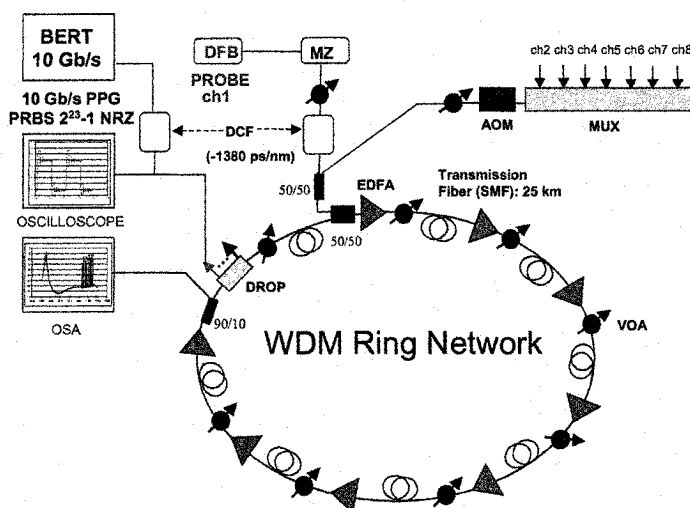 BERT
10 Gb/s
DFB
MZ
PROBE
ch1
ch2 ch3 ch4 ch5 ch6 ch7 ch8
10 Gb/s PPG
PRBS 2²³-1 NRZ
DCF
(-1380 ps/nm)
AOM
MUX
50/50
EDFA
Transmission
Fiber (SMF): 25 km
OSCILLOSCOPE
50/50
DROP
OSA
90/10
WDM Ring Network
VOA